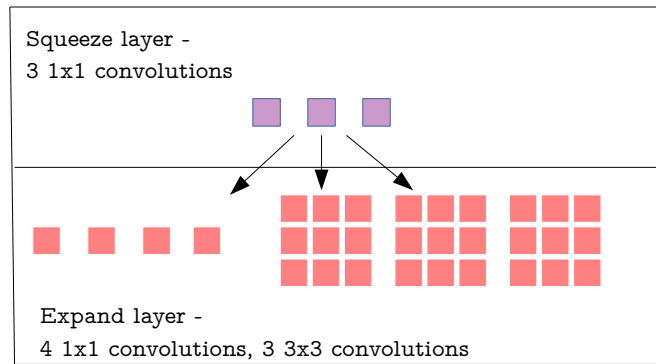 Squeeze layer -
3 1x1 convolutions
Expand layer -
4 1x1 convolutions, 3 3x3 convolutions